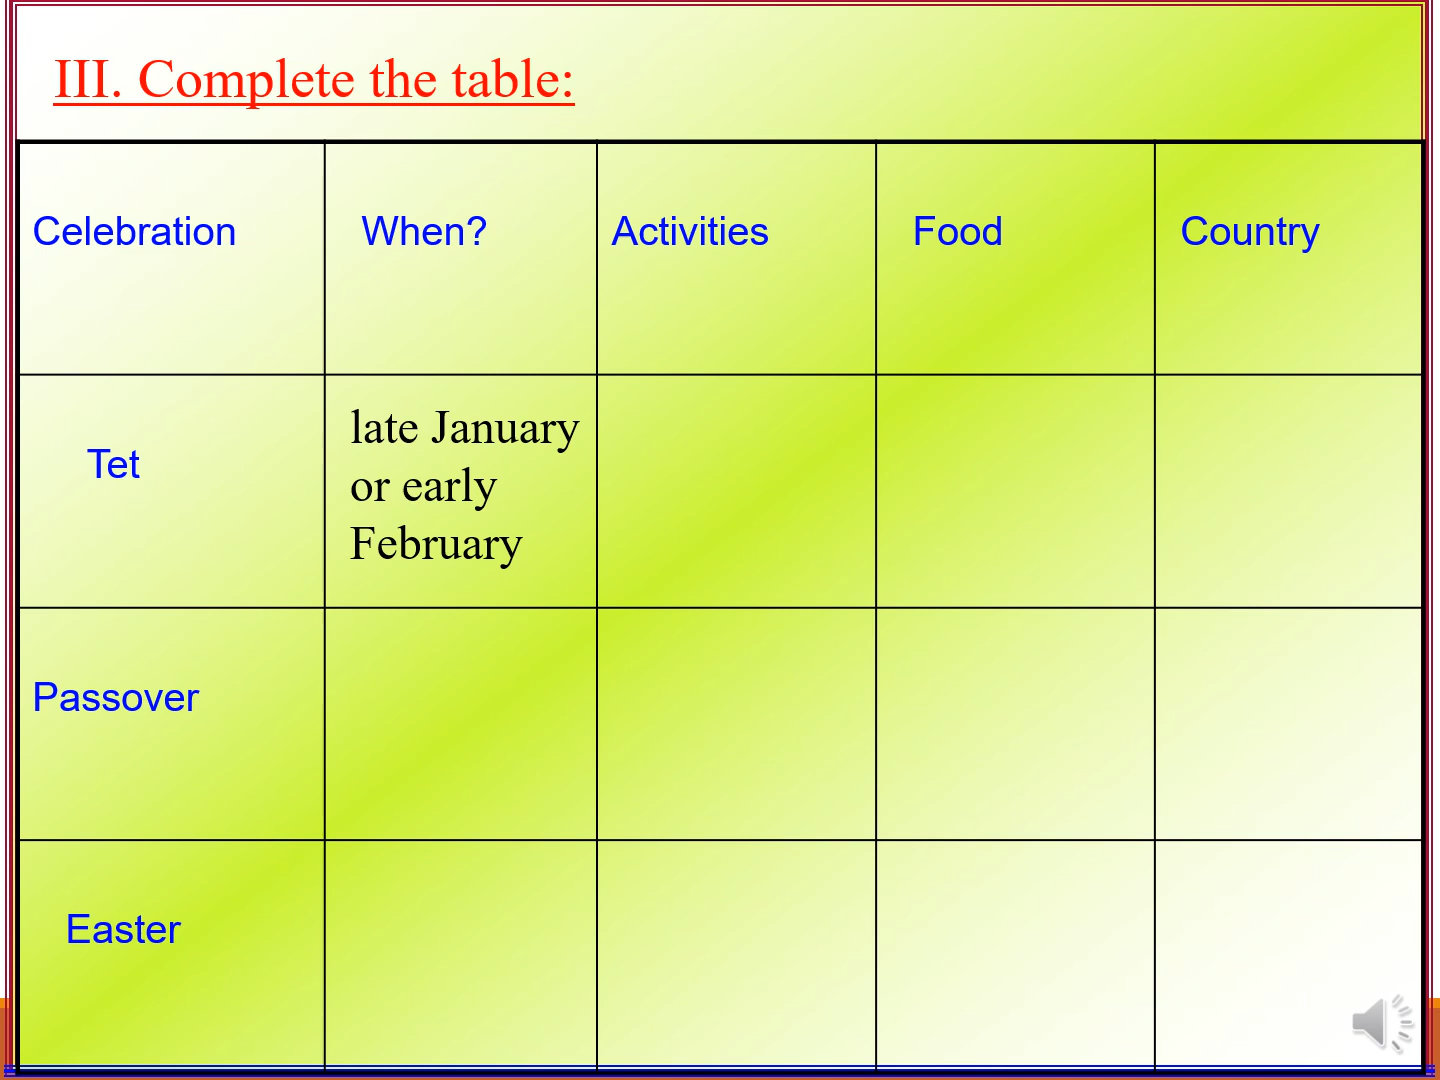 III. Complete the table:
Celebration When? Activities Food Country
Tet
late January
or early
February
Passover
Easter